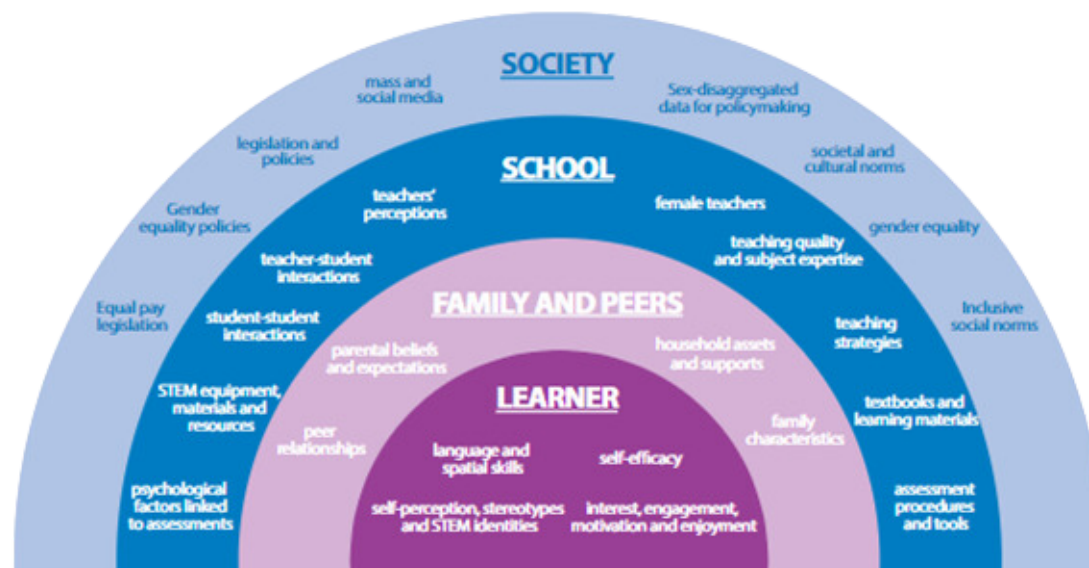 SOCIETY
mass and
social media
Sex-disaggregated
data for policymaking
legislation and
policies
societal and
cultural norms
Gender
equality policies
gender equality
Equal pay
legislation
Inclusive
social norms
SCHOOL
teachers'
perceptions
female teachers
teacher-student
interactions
teaching quality
and subject expertise
student-student
interactions
teaching
strategies
STEM equipment,
materials and
resources
textbooks and
learning materials
psychological
factors linked
to assessments
assessment
procedures
and tools
FAMILY AND PEERS
parental beliefs
and expectations
household assets
and supports
peer
relationships
family
characteristics
LEARNER
language and
spatial skills
self-efficacy
self-perception, stereotypes
and STEM identities
interest, engagement,
motivation and enjoyment